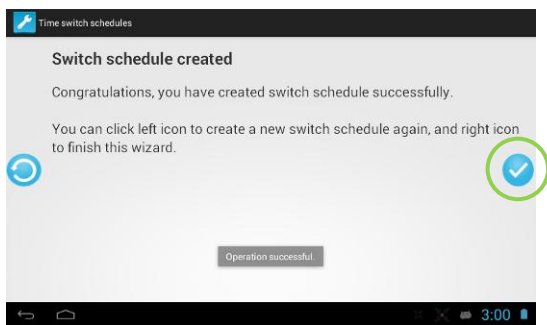 Time switch schedules
Switch schedule created
Congratulations, you have created switch schedule successfully.
You can click left icon to create a new switch schedule again, and right icon
to finish this wizard.
Operation successful.
3:00